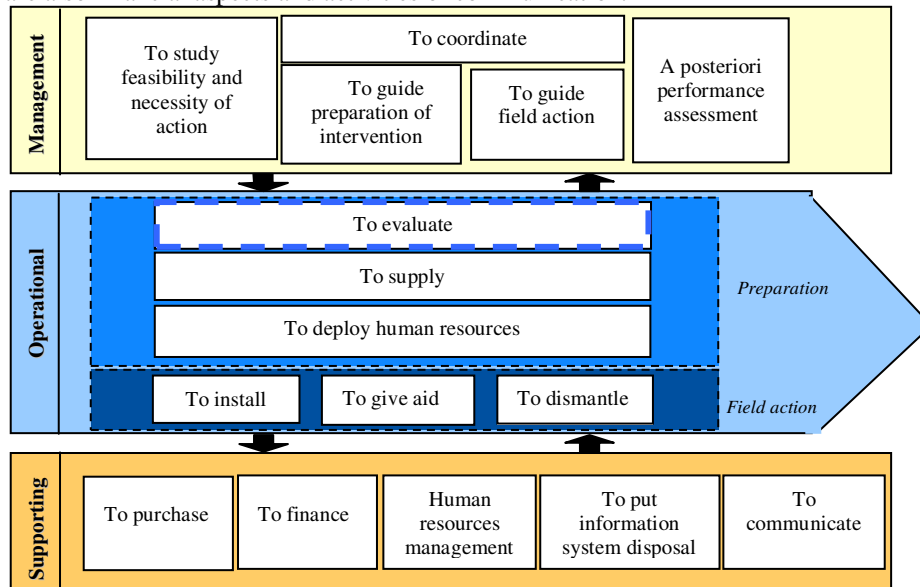 Management
To study
feasibility and
necessity of
action
To coordinate
To guide
preparation of
intervention
To guide
field action
A posteriori
performance
assessment
Operational
To evaluate
To supply
To deploy human resources
Preparation
To install
To give aid
To dismantle
Field action
Supporting
To purchase
To finance
Human
resources
management
To put
information
system disposal
To
communicate